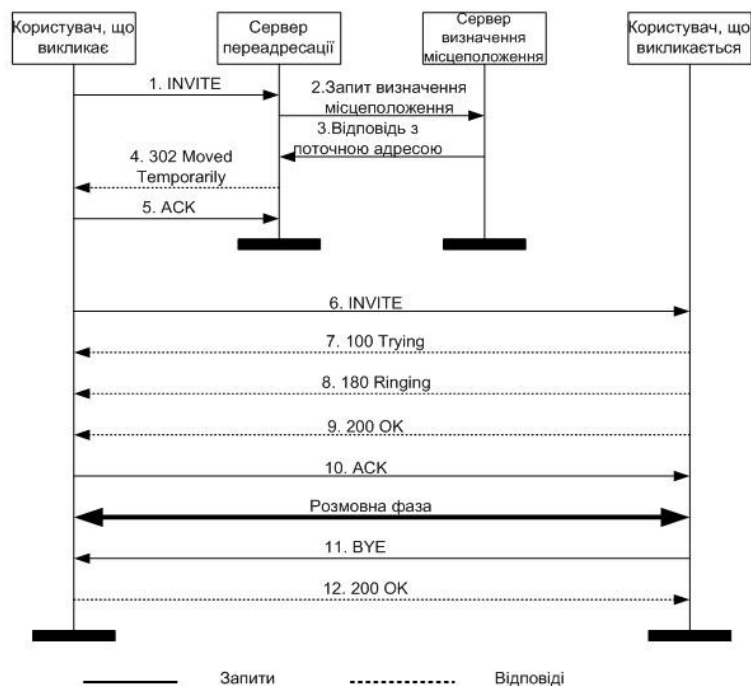 Користувач, що
викликає
Сервер
переадресації
Сервер
визначення
місцеположення
Користувач, що
викликається
1. INVITE
2.Запит визначення
місцеположення
3.Відповідь з
поточною адресою
4. 302 Moved
Temporarily
5. ACK
6. INVITE
7. 100 Trying
8. 180 Ringing
9. 200 OK
10. ACK
Розмовна фаза
11. BYE
12. 200 OK
Запити
Відповіді